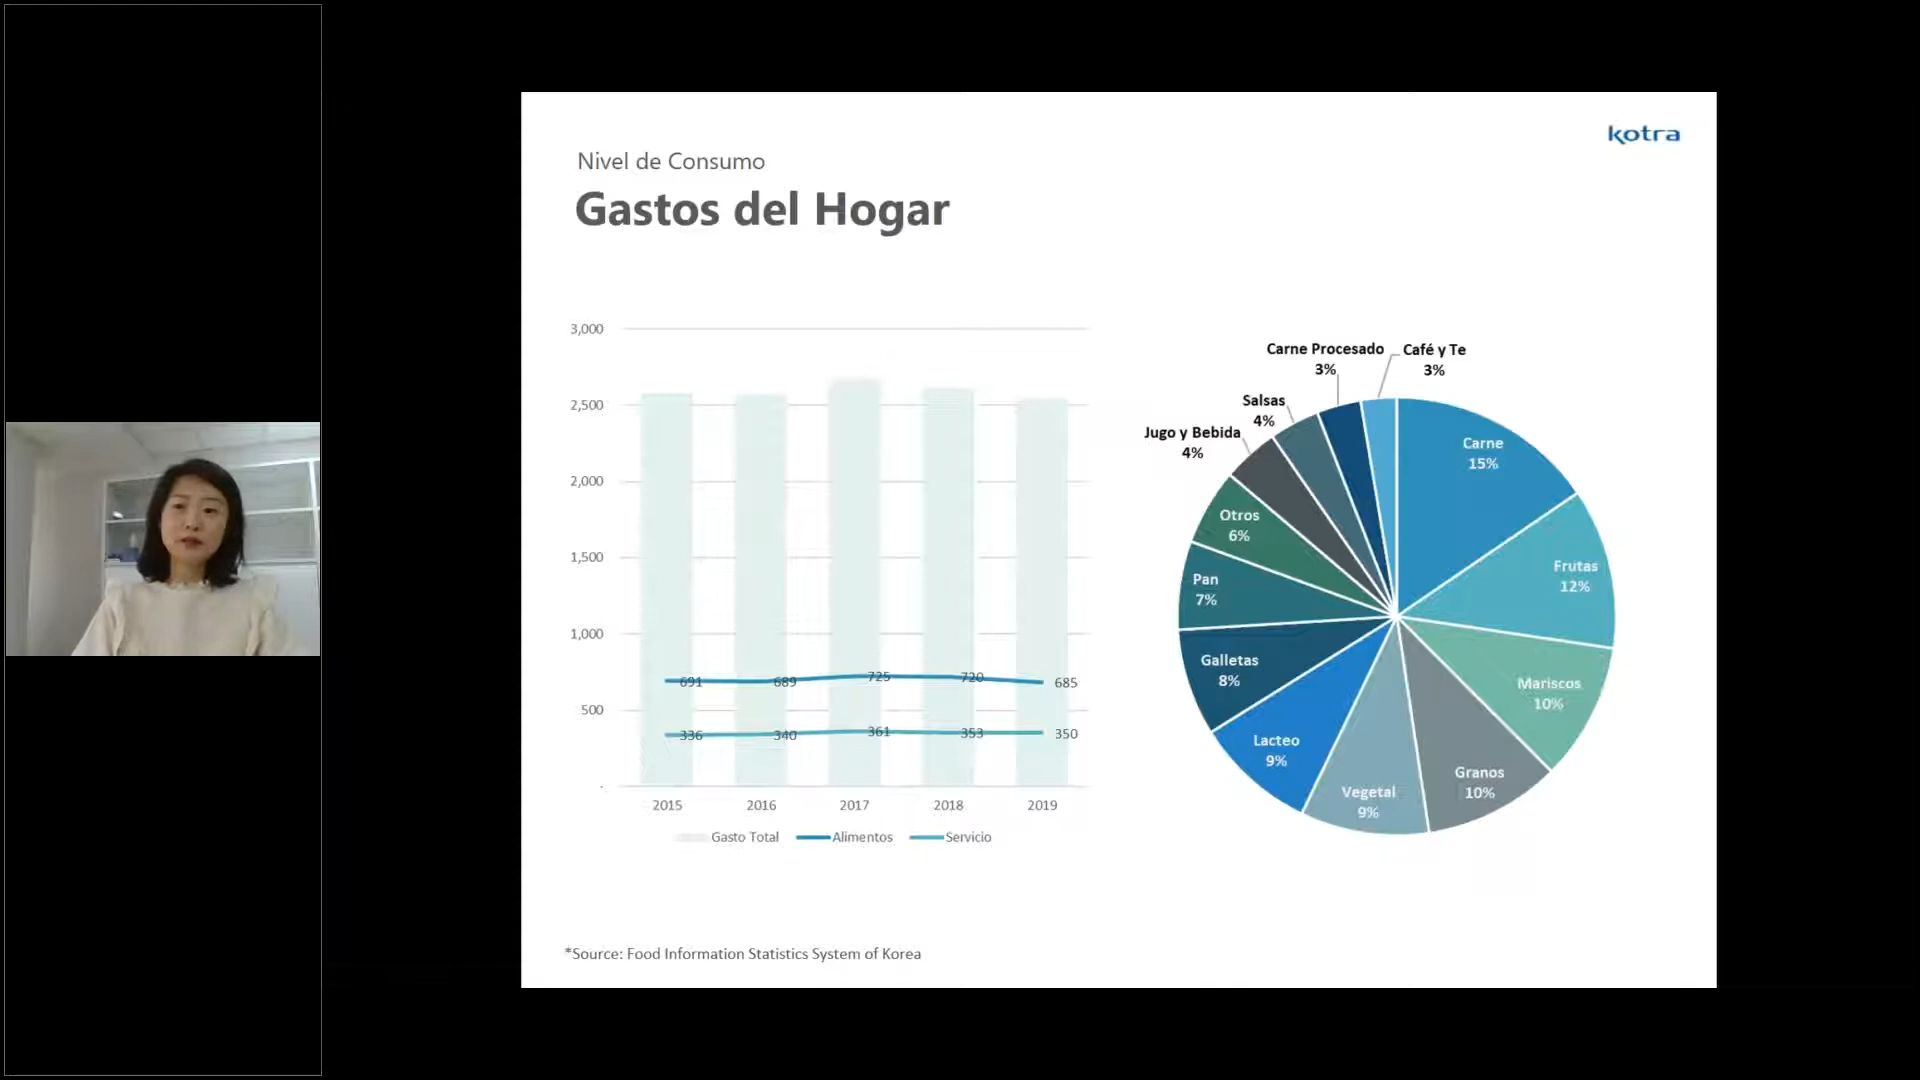 kotra
Nivel de Consumo
Gastos del Hogar
3,000
2,500
2,000
1,500
1,000
500
-
691
689
725
720
685
336
340
361
353
350
2015
2016
2017
2018
2019
Gasto Total
Alimentos
Servicio
Carne Procesado
3%
Café y Te
3%
Salsas
4%
Jugo y Bebida
4%
Otros
6%
Pan
7%
Galletas
8%
Lacteo
9%
Vegetal
9%
Granos
10%
Mariscos
10%
Frutas
12%
Carne
15%
*Source: Food Information Statistics System of Korea